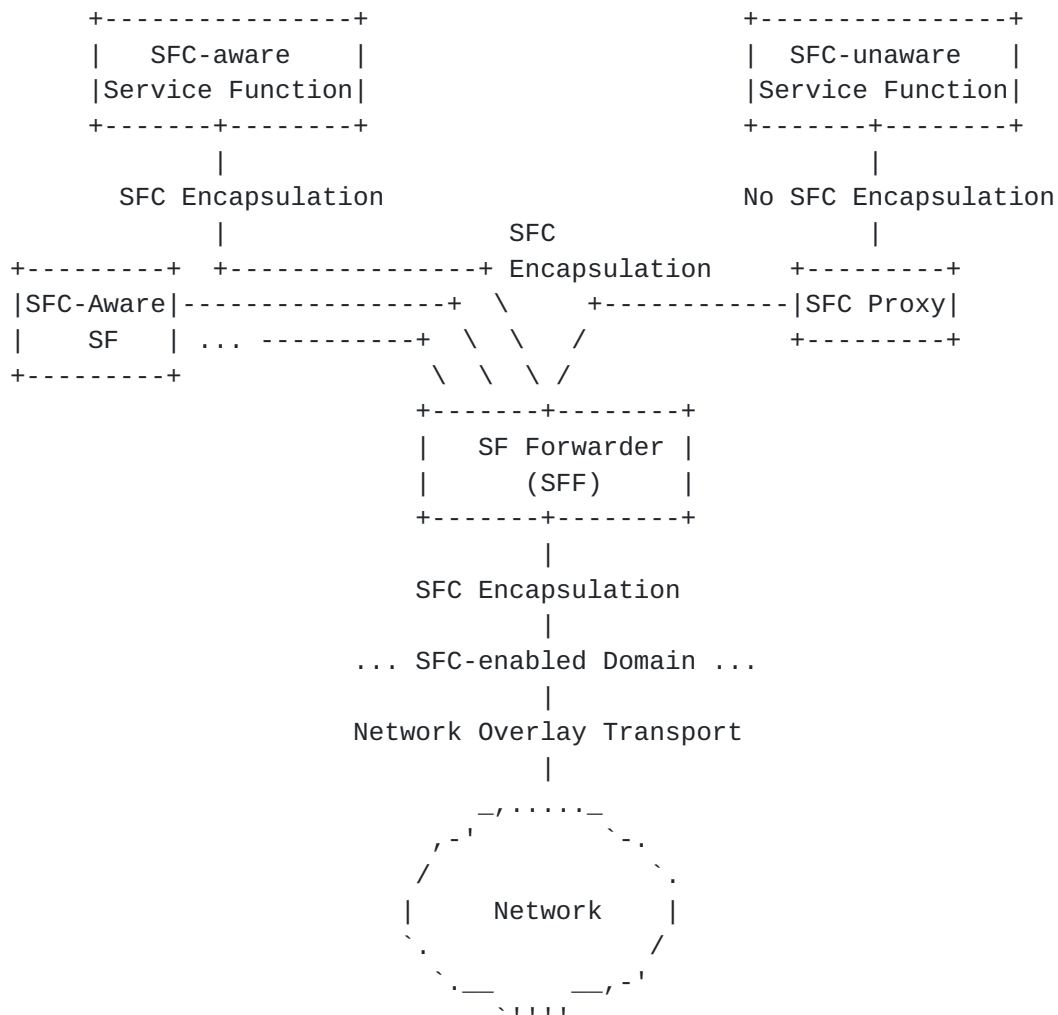 SFC-aware SFC-unaware
Service Function Service Function
SFC Encapsulation No SFC Encapsulation
SFC
Encapsulation
SFC-Aware SFC Proxy
SF ...
SF Forwarder
(SFF)
SFC Encapsulation
... SFC-enabled Domain ...
Network Overlay Transport
Network